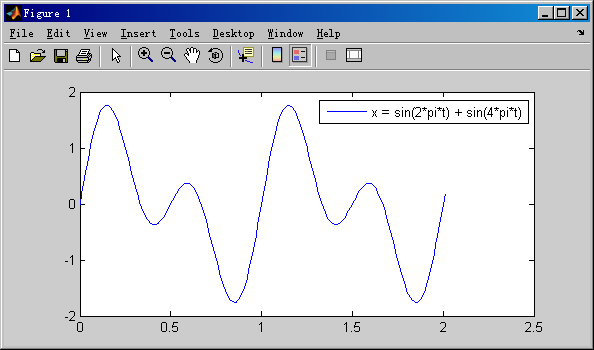 Figure 1
File Edit View Insert Tools Desktop Window Help
x = sin(2*pi*t) + sin(4*pi*t)
2
1
0
-1
-2
0 0.5 1 1.5 2 2.5